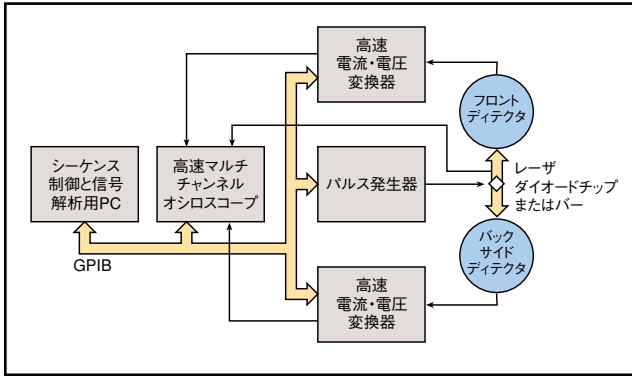 高速
電流・電圧
変換器
フロント
ディテクタ
シーケンス
制御と信号
解析用PC
高速マルチ
チャンネル
オシロスコープ
パルス発生器
レーザ
ダイオードチップ
またはバー
GPIB
高速
電流・電圧
変換器
バック
サイド
ディテクタ